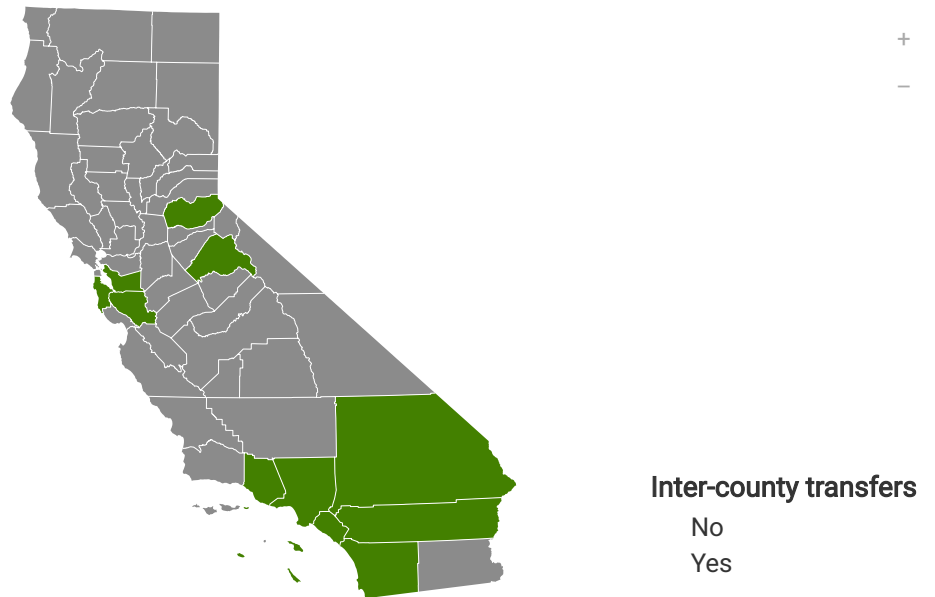 +
−
Inter-county transfers
No
Yes